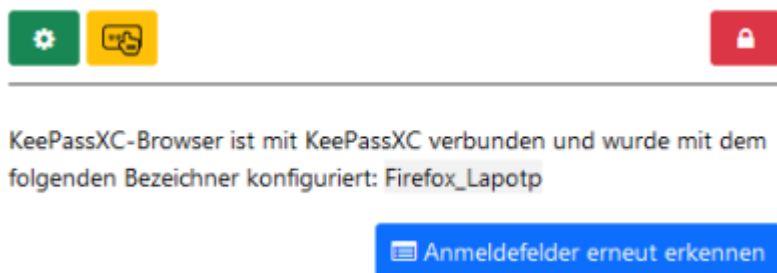 KeePassXC-Browser ist mit KeePassXC verbunden und wurde mit dem
folgenden Bezeichner konfiguriert: Firefox_Lapotp
Anmeldefelder erneut erkennen